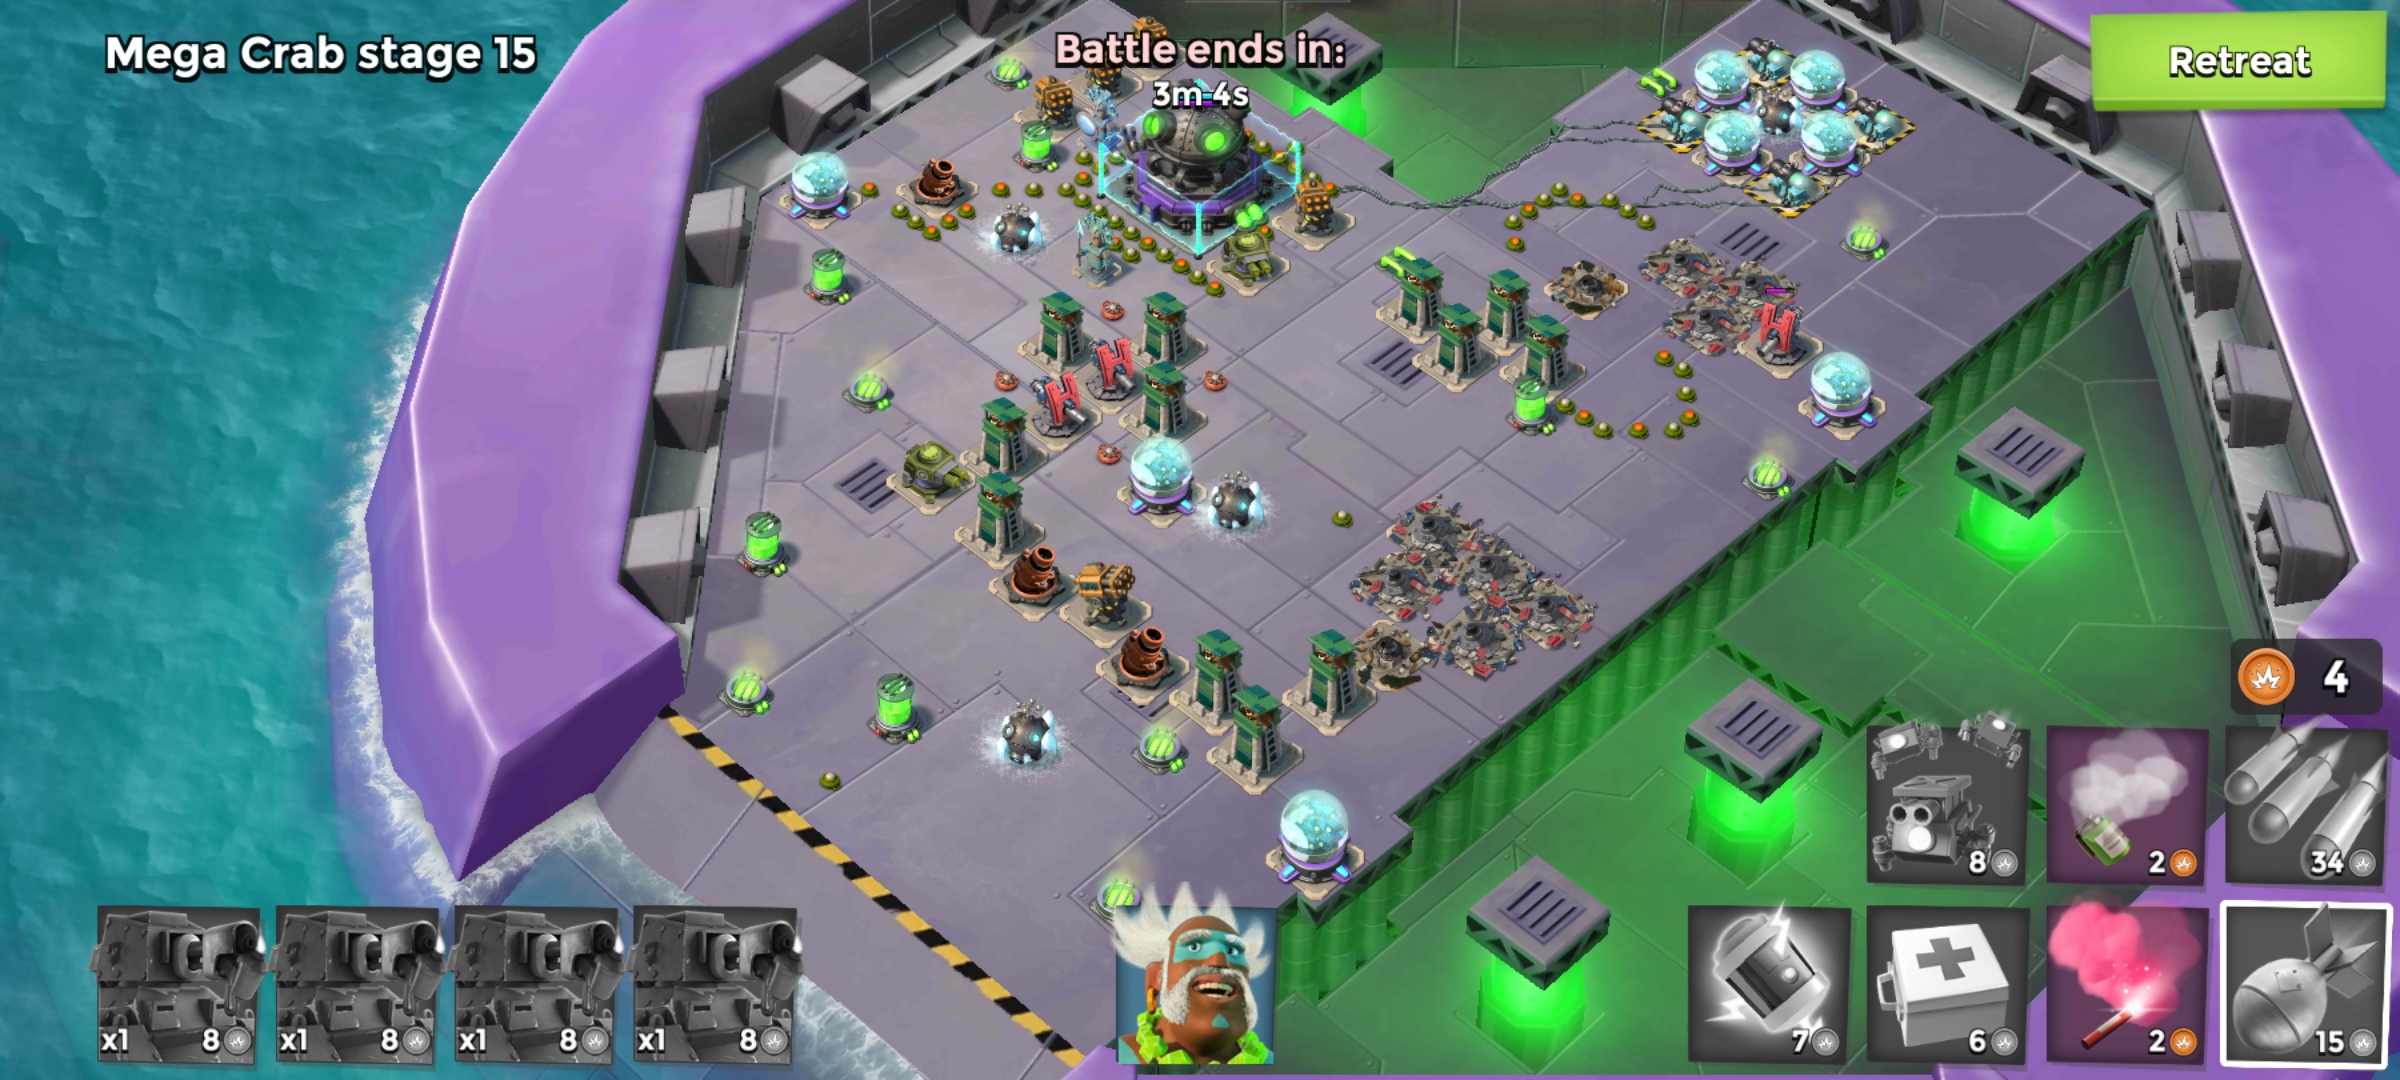 Mega Crab stage 15
Battle ends in:
3m 4s
Retreat
4
8
2
34
x1 8
x1 8
x1 8
x1 8
7
6
2
15